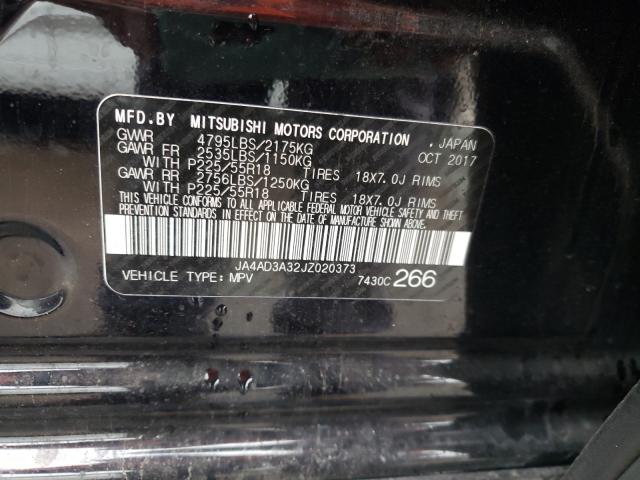 MFD.BY MITSUBISHI MOTORS CORPORATION , JAPAN
GVWR 4795LBS/2175KG OCT 2017
GAWR FR 2535LBS/1150KG
WITH P225/55R18 TIRES 18X7.0J RIMS
GAWR RR 2756LBS/1250KG
WITH P225/55R18 TIRES 18X7.0J RIMS
THIS VEHICLE CONFORMS TO ALL APPLICABLE FEDERAL MOTOR VEHICLE SAFETY AND THEFT
PREVENTION STANDARDS IN EFFECT ON THE DATE OF MANUFACTURE SHOWN ABOVE.
JA4AD3A32JZ020373
VEHICLE TYPE: MPV 7430C 266